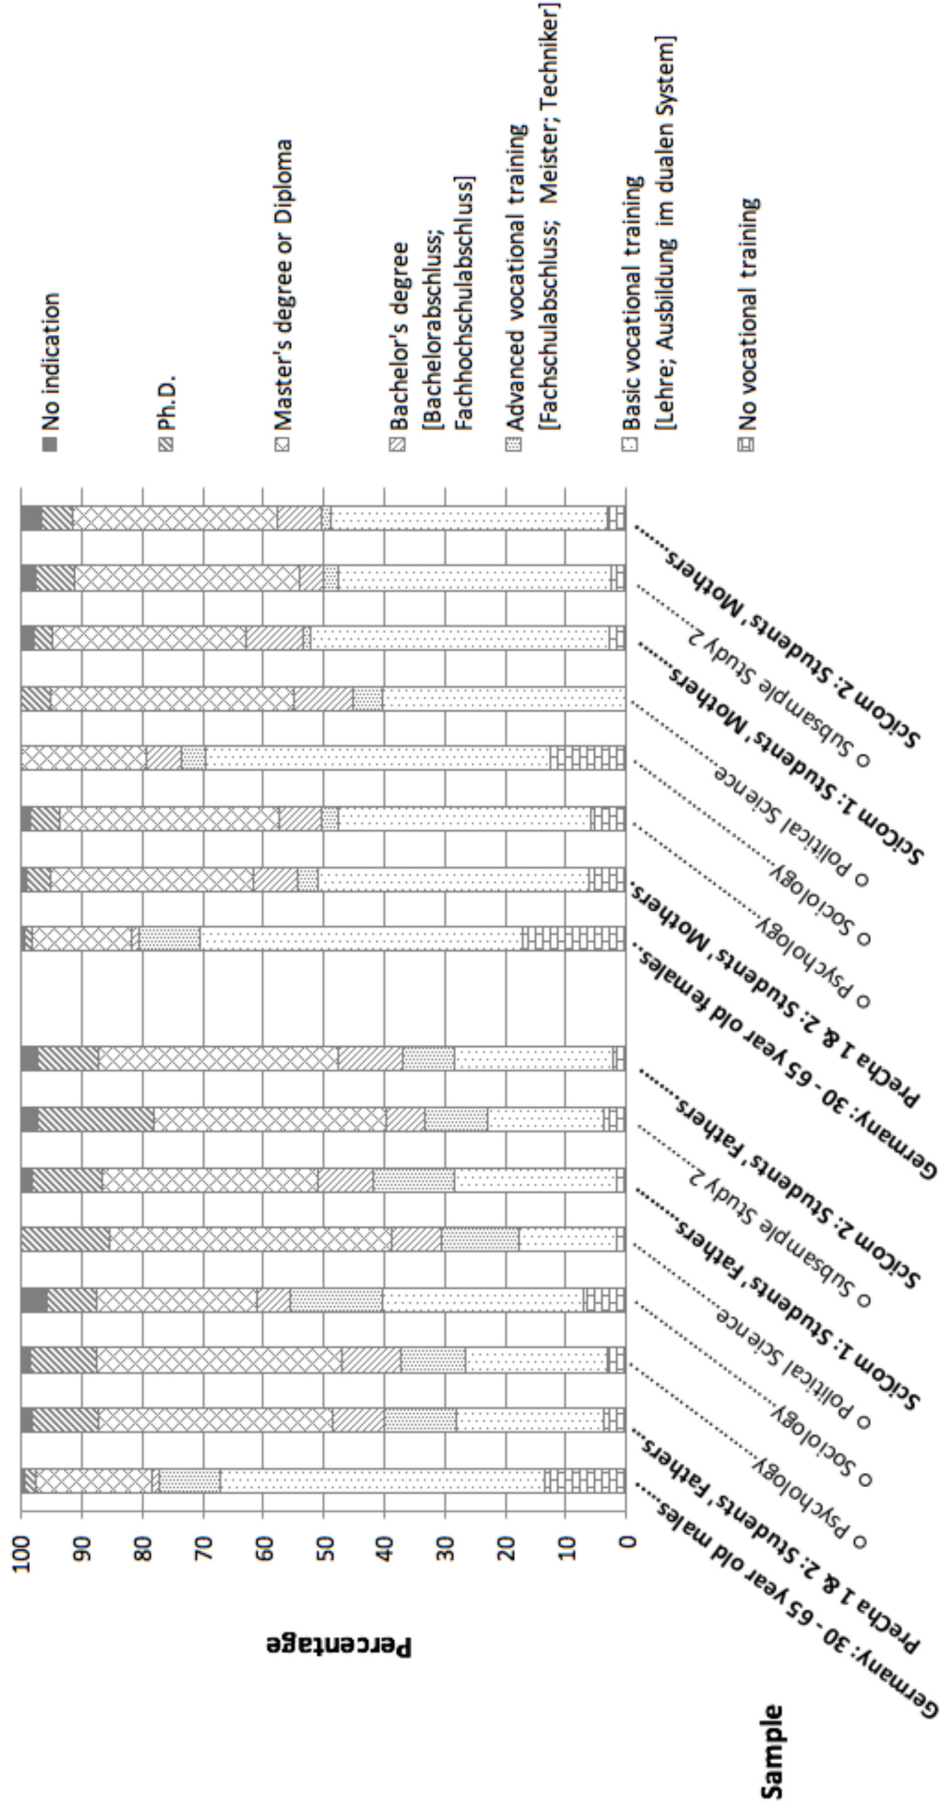 Percentage
100
90
80
70
60
50
40
30
20
10
0
Sample
Germany: 30 - 65 year old males.....
PreCha 1 & 2: Students' Fathers...
o Psychology
o Sociology
o Political Science
SciCom 1: Students' Fathers
o Subsample Study 2
SciCom 2: Students' Fathers
Germany: 30 - 65 year old females..
PreCha 1 & 2: Students' Mothers.
o Psychology
o Sociology
o Political Science
SciCom 1: Students' Mothers
o Subsample Study 2
SciCom 2: Students' Mothers
No indication
Ph.D.
Master's degree or Diploma
Bachelor's degree
[Bachelorabschluss;
Fachhochschulabschluss]
Advanced vocational training
[Fachschulabschluss; Meister; Techniker]
Basic vocational training
[Lehre; Ausbildung im dualen System]
No vocational training